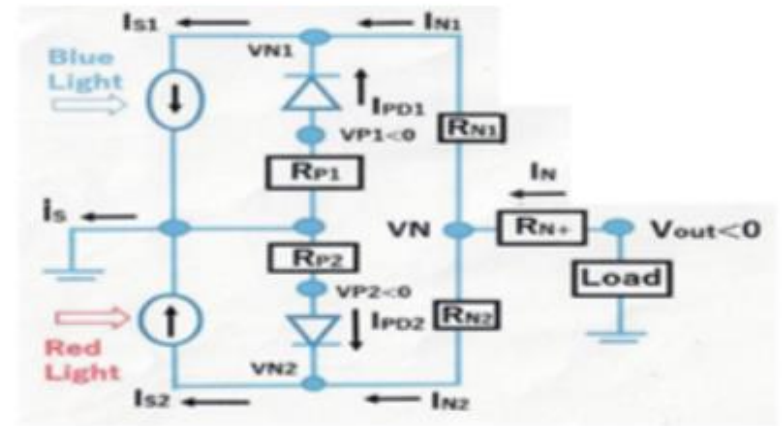 IS1
IN1
VN1
Blue
Light
IPD1
VP1<0
RN1
RP1
IN
is
VN
RN+
Vout<0
RP2
Load
VP2<0
IPD2
RN2
Red
Light
VN2
IS2
IN2